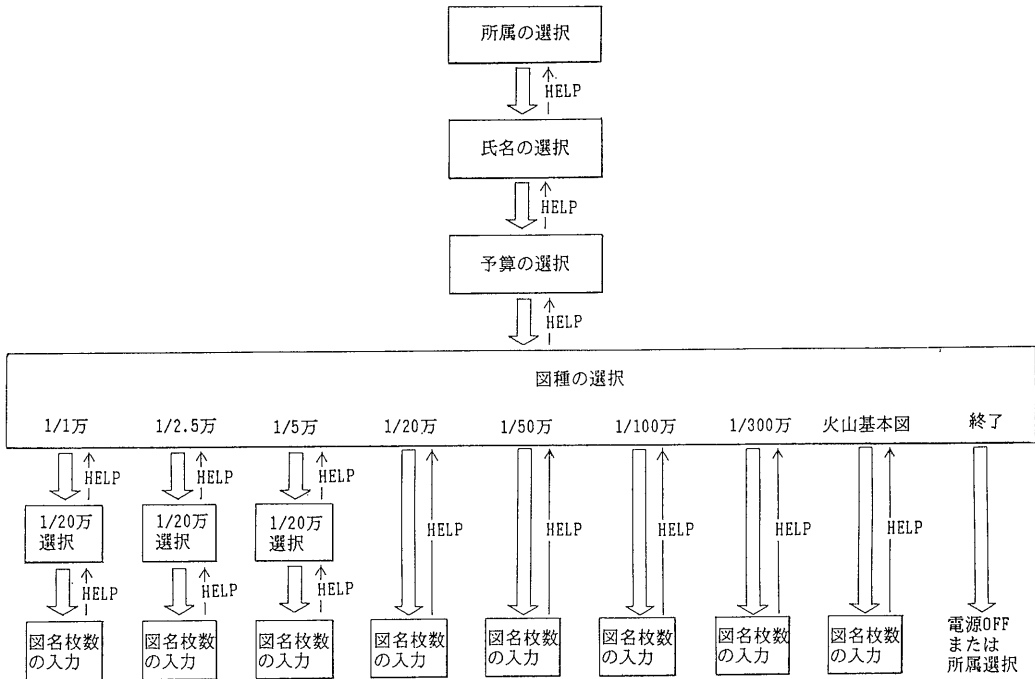 所属の選択
HELP
氏名の選択
HELP
予算の選択
HELP
図種の選択
1/1万
1/2.5万
1/5万
1/20万
1/50万
1/100万
1/300万
火山基本図
終了
HELP
HELP
HELP
1/20万
選択
1/20万
選択
1/20万
選択
HELP
HELP
HELP
HELP
HELP
HELP
HELP
HELP
図名枚数
の入力
図名枚数
の入力
図名枚数
の入力
図名枚数
の入力
図名枚数
の入力
図名枚数
の入力
図名枚数
の入力
図名枚数
の入力
電源OFF
または
所属選択